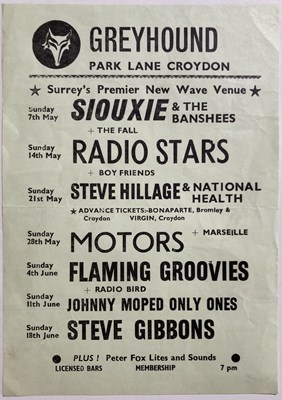 GREYHOUND
PARK LANE CROYDON
★ Surrey's Premier New Wave Venue ★
Sunday 7th May SIOUXIE & THE BANSHEES
+ THE FALL
Sunday 14th May RADIO STARS
+ BOY FRIENDS
Sunday 21st May STEVE HILLAGE & NATIONAL HEALTH
★ ADVANCE TICKETS:-BONAPARTE, Bromley & Croydon VIRGIN, Croydon
Sunday 28th May MOTORS + MARSEILLE
Sunday 4th June FLAMING GROOVIES
+ RADIO BIRD
Sunday 11th June JOHNNY MOPED ONLY ONES
Sunday 18th June STEVE GIBBONS
● PLUS ! Peter Fox Lites and Sounds ●
LICENSED BARS MEMBERSHIP 7 pm